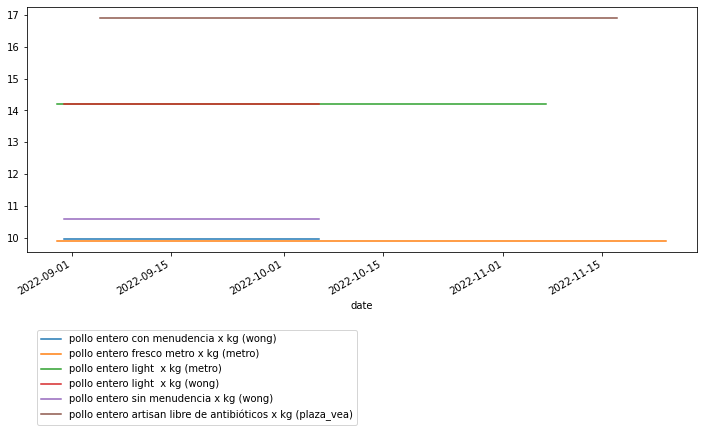 17
16
15
14
13
12
11
10
2022-09-01
2022-09-15
2022-10-01
2022-10-15
2022-11-01
2022-11-15
date
pollo entero con menudencia x kg (wong)
pollo entero fresco metro x kg (metro)
pollo entero light  x kg (metro)
pollo entero light  x kg (wong)
pollo entero sin menudencia x kg (wong)
pollo entero artisan libre de antibióticos x kg (plaza_vea)